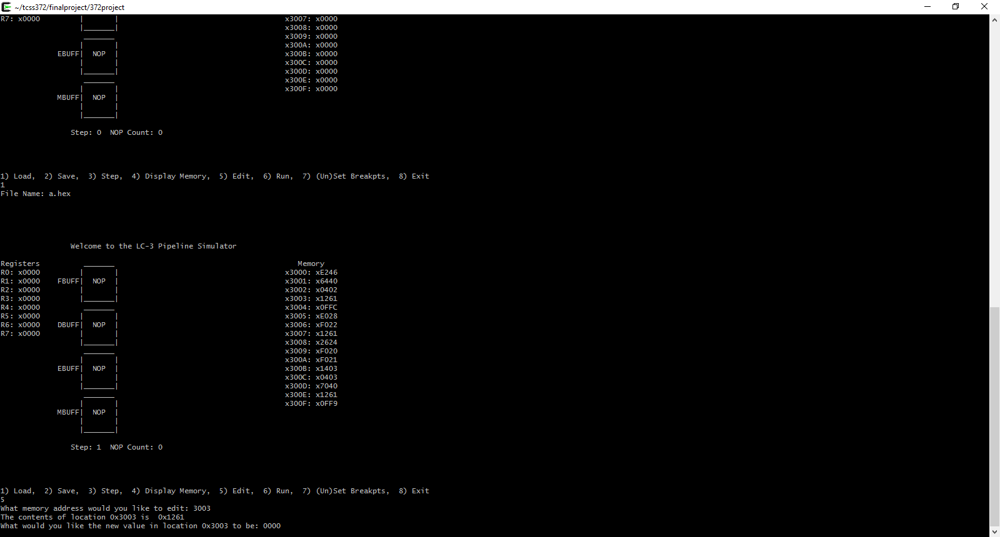 ~/tcss372/finalproject/372project
R7: x0000 |       | x3007: x0000
|_______| x3008: x0000
_______ x3009: x0000
|       | x300A: x0000
EBUFF|  NOP  | x300B: x0000
|       | x300C: x0000
|_______| x300D: x0000
_______ x300E: x0000
|       | x300F: x0000
MBUFF|  NOP  |
|       |
|_______|
Step: 0  NOP Count: 0
1) Load,  2) Save,  3) Step,  4) Display Memory,  5) Edit,  6) Run,  7) (Un)Set Breakpts,  8) Exit
1
File Name: a.hex
Welcome to the LC-3 Pipeline Simulator
Registers _______ Memory
R0: x0000 |       | x3000: xE246
R1: x0000 FBUFF|  NOP  | x3001: x6440
R2: x0000 |       | x3002: x0402
R3: x0000 |_______| x3003: x1261
R4: x0000 _______ x3004: x0FFC
R5: x0000 |       | x3005: xE028
R6: x0000 DBUFF|  NOP  | x3006: xF022
R7: x0000 |       | x3007: x1261
|_______| x3008: x2624
_______ x3009: xF020
|       | x300A: xF021
EBUFF|  NOP  | x300B: x1403
|       | x300C: x0403
|_______| x300D: x7040
_______ x300E: x1261
|       | x300F: x0FF9
MBUFF|  NOP  |
|       |
|_______|
Step: 1  NOP Count: 0
1) Load,  2) Save,  3) Step,  4) Display Memory,  5) Edit,  6) Run,  7) (Un)Set Breakpts,  8) Exit
5
What memory address would you like to edit: 3003
The contents of location 0x3003 is  0x1261
What would you like the new value in location 0x3003 to be: 0000